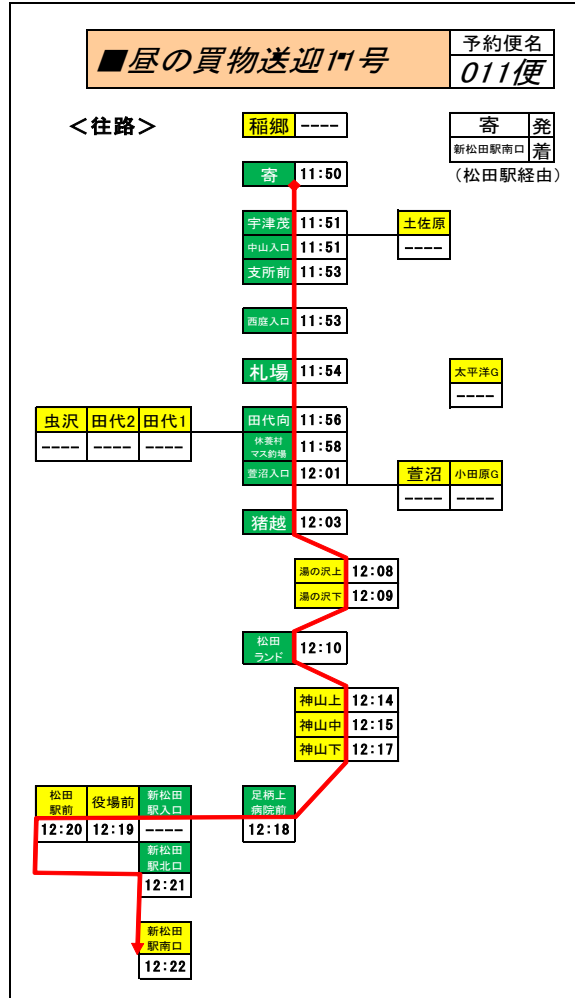 ■昼の買物送迎11号
予約便名
011便
<往路>
稲郷 ----
寄 発
新松田駅南口 着
(松田駅経由)
寄 11:50
宇津茂 11:51 土佐原
中山入口 11:51 ----
支所前 11:53
西庭入口 11:53
札場 11:54 太平洋G
----
虫沢 田代2 田代1 田代向 11:56
---- ---- ---- 休養村
マス釣場 11:58
萱沼入口 12:01 萱沼 小田原G
---- ----
猪越 12:03
湯の沢上 12:08
湯の沢下 12:09
松田
ランド 12:10
神山上 12:14
神山中 12:15
神山下 12:17
松田
駅前 役場前 新松田
駅入口 足柄上
病院前
12:20 12:19 ---- 12:18
新松田
駅北口
12:21
新松田
駅南口
12:22